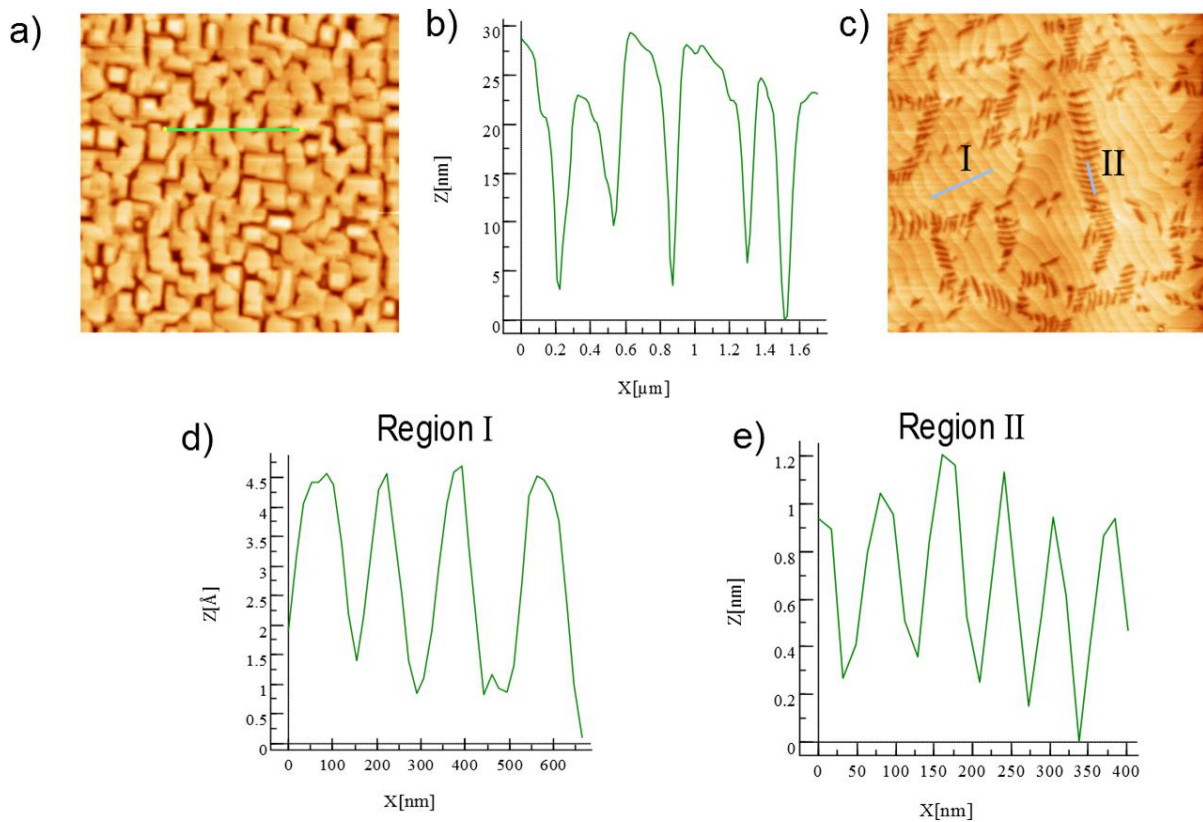 a)
b)
Z[nm]
30
25
20
15
10
5
0
0 0.2 0.4 0.6 0.8 1 1.2 1.4 1.6
X[µm]
c)
I
II
d)
Region I
Z[Å]
4.5
4
3.5
3
2.5
2
1.5
1
0.5
0
0 100 200 300 400 500 600
X[nm]
e)
Region II
Z[nm]
1.2
1
0.8
0.6
0.4
0.2
0
0 50 100 150 200 250 300 350 400
X[nm]